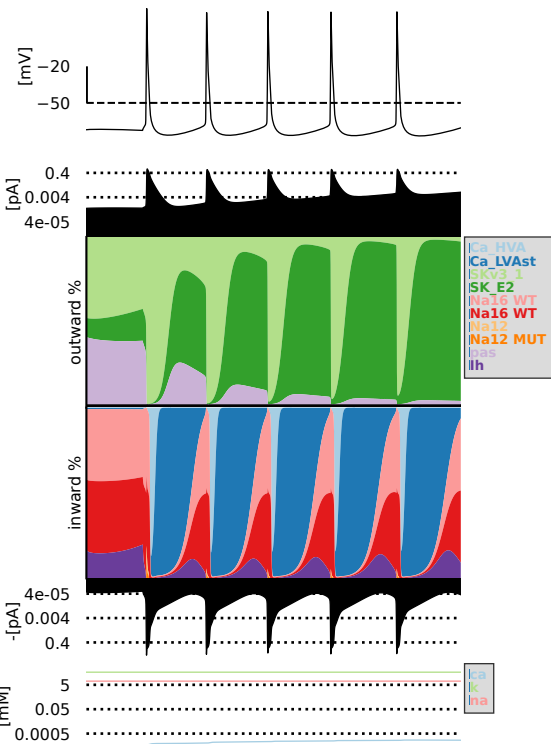 [mV]
−20
−50
[pA]
0.4
0.004
4e-05
outward %
Ca_HVA
Ca_LVAst
SKv3_1
SK_E2
Na16 WT
Na16 WT
Na12
Na12 MUT
pas
Ih
inward %
-[pA]
4e-05
0.004
0.4
[mM]
5
0.05
0.0005
ca
k
na